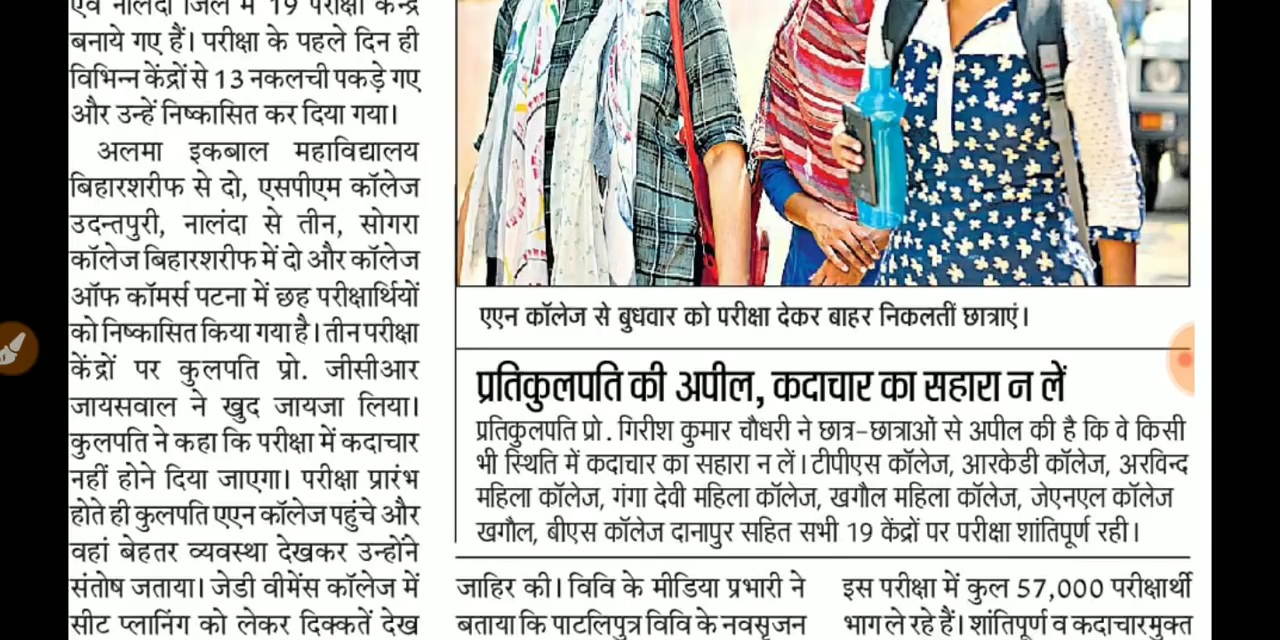 एव नालंदा जिले में 19 परीक्षा केन्द्र
बनाये गए हैं। परीक्षा के पहले दिन ही
विभिन्न केंद्रों से 13 नकलची पकड़े गए
और उन्हें निष्कासित कर दिया गया।
अलमा इकबाल महाविद्यालय
बिहारशरीफ से दो, एसपीएम कॉलेज
उदन्तपुरी, नालंदा से तीन, सोगरा
कॉलेज बिहारशरीफ में दो और कॉलेज
ऑफ कॉमर्स पटना में छह परीक्षार्थियों
को निष्कासित किया गया है। तीन परीक्षा
केंद्रों पर कुलपति प्रो. जीसीआर
जायसवाल ने खुद जायजा लिया।
कुलपति ने कहा कि परीक्षा में कदाचार
नहीं होने दिया जाएगा। परीक्षा प्रारंभ
होते ही कुलपति एएन कॉलेज पहुंचे और
वहां बेहतर व्यवस्था देखकर उन्होंने
संतोष जताया। जेडी वीमेंस कॉलेज में
सीट प्लानिंग को लेकर दिक्कतें देख
एएन कॉलेज से बुधवार को परीक्षा देकर बाहर निकलतीं छात्राएं।
प्रतिकुलपति की अपील, कदाचार का सहारा न लें
प्रतिकुलपति प्रो. गिरीश कुमार चौधरी ने छात्र-छात्राओं से अपील की है कि वे किसी
भी स्थिति में कदाचार का सहारा न लें। टीपीएस कॉलेज, आरकेडी कॉलेज, अरविन्द
महिला कॉलेज, गंगा देवी महिला कॉलेज, खगौल महिला कॉलेज, जेएनएल कॉलेज
खगौल, बीएस कॉलेज दानापुर सहित सभी 19 केंद्रों पर परीक्षा शांतिपूर्ण रही।
जाहिर की। विवि के मीडिया प्रभारी ने
बताया कि पाटलिपुत्र विवि के नवसृजन
इस परीक्षा में कुल 57,000 परीक्षार्थी
भाग ले रहे हैं। शांतिपूर्ण व कदाचारमुक्त